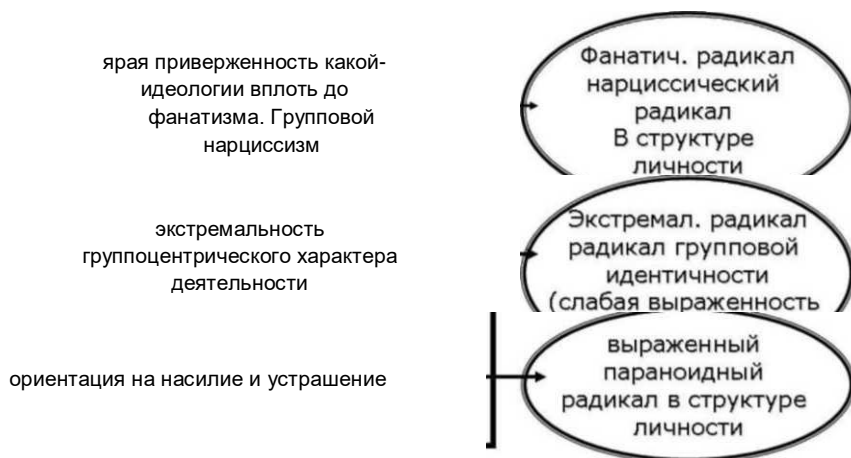 ярая приверженность какой-
идеологии вплоть до
фанатизма. Групповой
нарциссизм
Фанатич. радикал
нарциссический
радикал
В структуре
личности
экстремальность
группоцентрического характера
деятельности
Экстремал. радикал
радикал групповой
идентичности
(слабая выраженность
ориентация на насилие и устрашение
выраженный
параноидный
радикал в структуре
личности